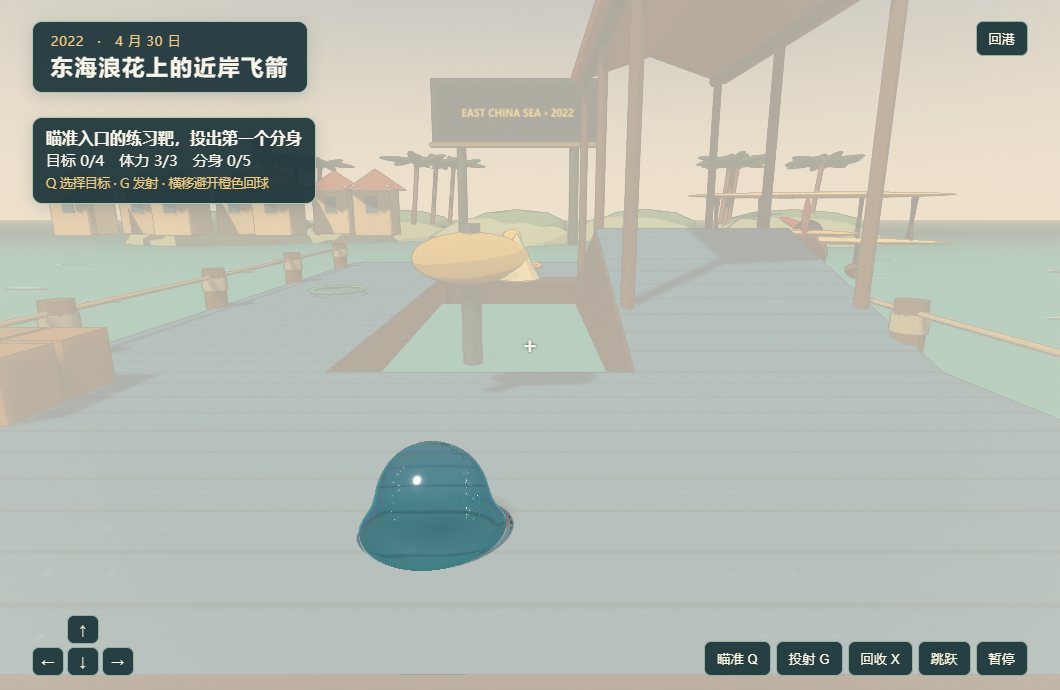 2022 · 4 月 30 日
东海浪花上的近岸飞箭
回港
EAST CHINA SEA · 2022
瞄准入口的练习靶，投出第一个分身
目标 0/4 体力 3/3 分身 0/5
Q 选择目标 · G 发射 · 横移避开橙色回球
↑
← ↓ →
瞄准 Q 投射 G 回收 X 跳跃 暂停